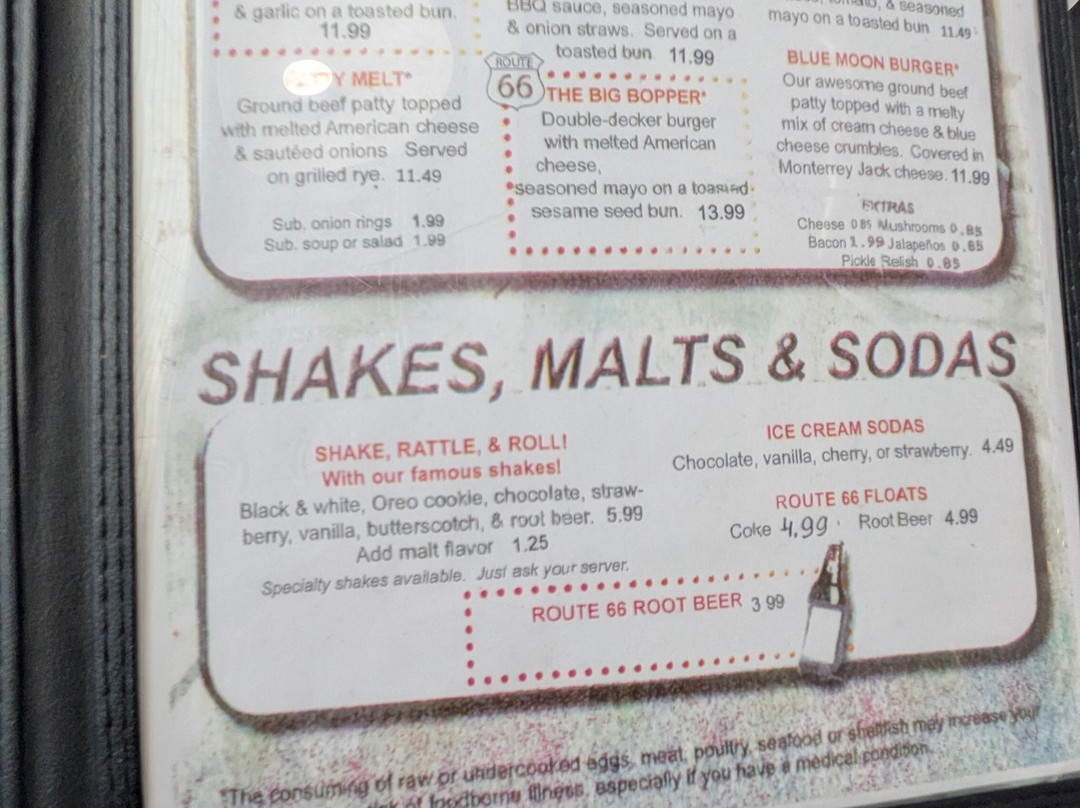 & garlic on a toasted bun.
11.99
MELT*
Ground beef patty topped
with melted American cheese
& sautéed onions Served
on grilled rye. 11.49
Sub. onion rings 1.99
Sub. soup or salad 1.99
BBQ sauce, seasoned mayo
& onion straws. Served on a
toasted bun 11.99
ROUTE
66
THE BIG BOPPER*
Double-decker burger
with melted American
cheese,
seasoned mayo on a toasted
sesame seed bun. 13.99
& seasoned
mayo on a toasted bun 11.49
BLUE MOON BURGER*
Our awesome ground beef
patty topped with a melty
mix of cream cheese & blue
cheese crumbles. Covered in
Monterrey Jack cheese. 11.99
EXTRAS
Cheese 0 85 Mushrooms 0.85
Bacon 1.99 Jalapeños 0.85
Pickle Relish 0.85
SHAKES, MALTS & SODAS
SHAKE, RATTLE, & ROLL!
With our famous shakes!
Black & white, Oreo cookie, chocolate, straw-
berry, vanilla, butterscotch, & root beer. 5.99
Add malt flavor 1.25
Specialty shakes available. Just ask your server.
ICE CREAM SODAS
Chocolate, vanilla, cherry, or strawberry. 4.49
ROUTE 66 FLOATS
Coke 4.99 Root Beer 4.99
ROUTE 66 ROOT BEER 3 99
*The consuming of raw or undercooked eggs, meat, poultry, seafood or shellfish may increase your
of foodborne illness, especially if you have a medical condition.